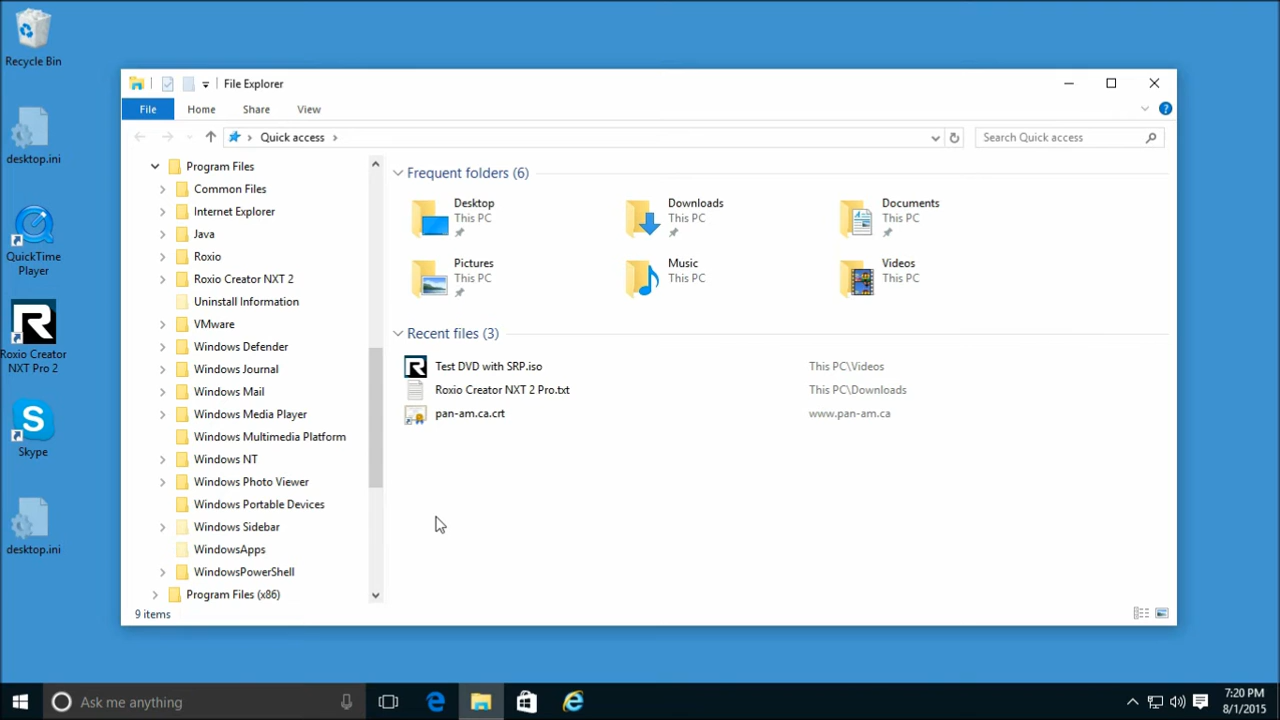 Recycle Bin
desktop.ini
QuickTime
Player
Roxio Creator
NXT Pro 2
Skype
desktop.ini
File Explorer
File Home Share View
Quick access
Search Quick access
Program Files
Common Files
Internet Explorer
Java
Roxio
Roxio Creator NXT 2
Uninstall Information
VMware
Windows Defender
Windows Journal
Windows Mail
Windows Media Player
Windows Multimedia Platform
Windows NT
Windows Photo Viewer
Windows Portable Devices
Windows Sidebar
WindowsApps
WindowsPowerShell
Program Files (x86)
Frequent folders (6)
Desktop
This PC
Downloads
This PC
Documents
This PC
Pictures
This PC
Music
This PC
Videos
This PC
Recent files (3)
Test DVD with SRP.iso This PC\Videos
Roxio Creator NXT 2 Pro.txt This PC\Downloads
pan-am.ca.crt www.pan-am.ca
9 items
Ask me anything
7:20 PM
8/1/2015